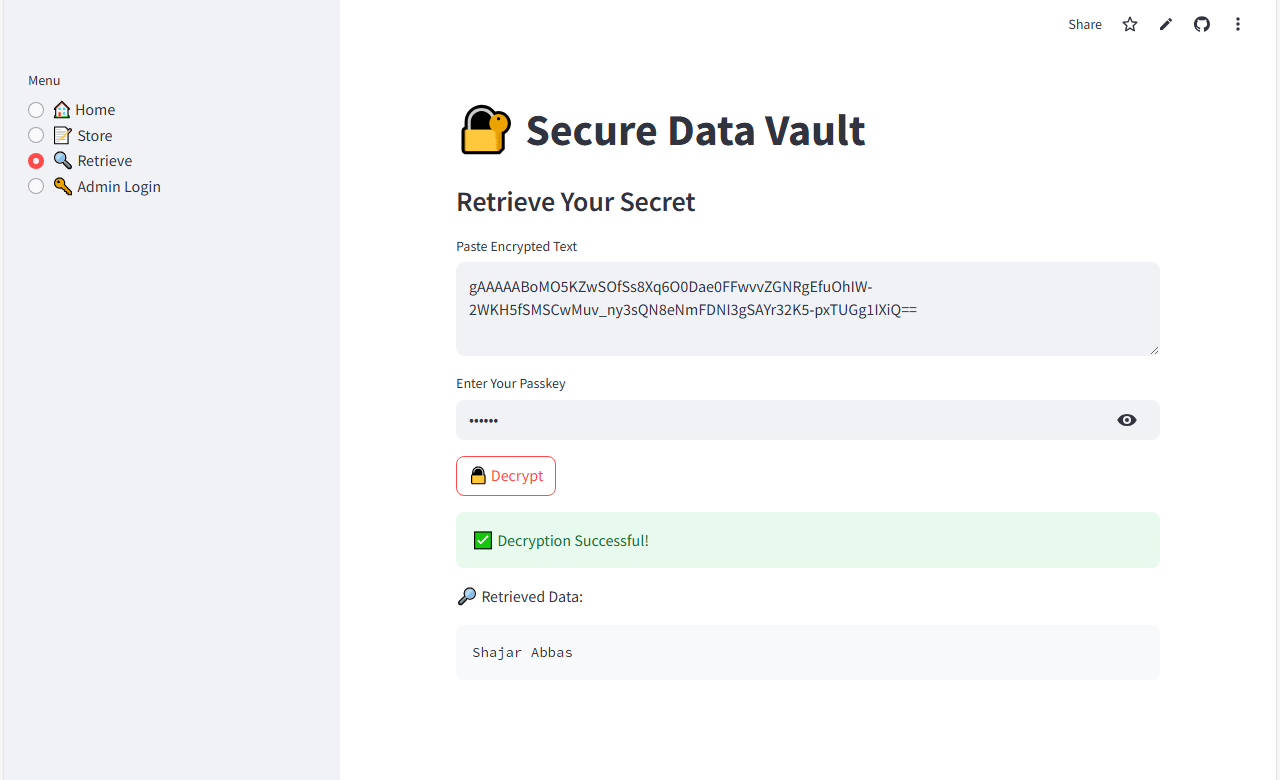 Share
Menu
Home
Store
Retrieve
Admin Login
Secure Data Vault
Retrieve Your Secret
Paste Encrypted Text
gAAAAABoMO5KZwSOfSs8Xq6O0Dae0FFwvvZGNRgEfuOhIW-
2WKH5fSMSCwMuv_ny3sQN8eNmFDNI3gSAYr32K5-pxTUGg1IXiQ==
Enter Your Passkey
••••••
Decrypt
Decryption Successful!
Retrieved Data:
Shajar Abbas